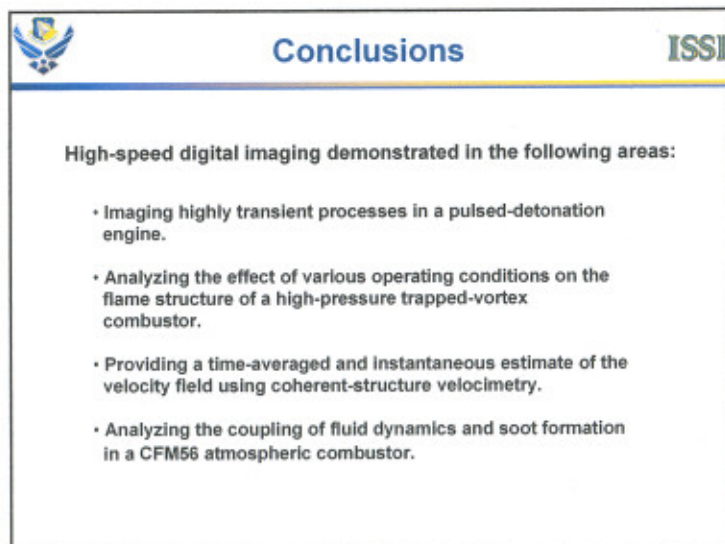 Conclusions
ISSI
High-speed digital imaging demonstrated in the following areas:
• Imaging highly transient processes in a pulsed-detonation
engine.
• Analyzing the effect of various operating conditions on the
flame structure of a high-pressure trapped-vortex
combustor.
• Providing a time-averaged and instantaneous estimate of the
velocity field using coherent-structure velocimetry.
• Analyzing the coupling of fluid dynamics and soot formation
in a CFM56 atmospheric combustor.